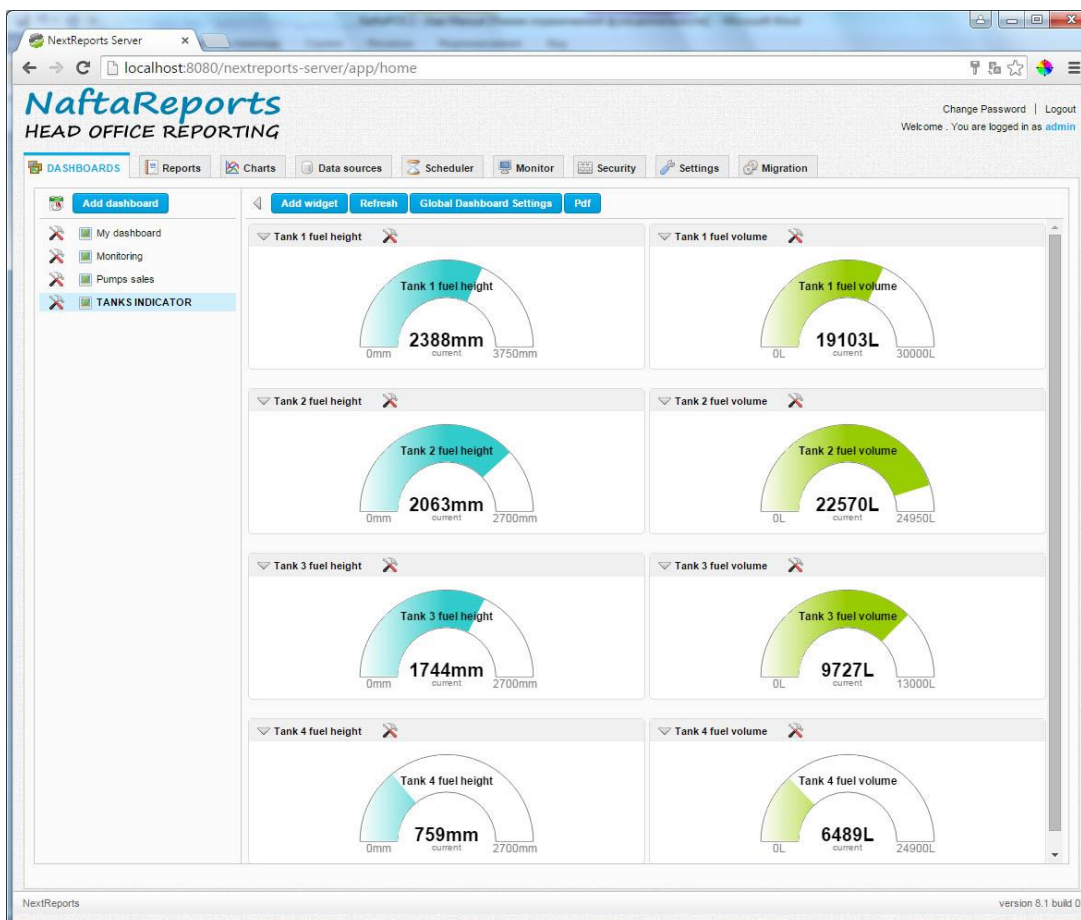 NextReports Server
localhost:8080/nextreports-server/app/home
NaftaReports
HEAD OFFICE REPORTING
Change Password | Logout
Welcome . You are logged in as admin
DASHBOARDS Reports Charts Data sources Scheduler Monitor Security Settings Migration
Add dashboard
My dashboard
Monitoring
Pumps sales
TANKS INDICATOR
Add widget Refresh Global Dashboard Settings Pdf
Tank 1 fuel height
Tank 1 fuel height
2388mm
0mm current 3750mm
Tank 1 fuel volume
Tank 1 fuel volume
19103L
0L current 30000L
Tank 2 fuel height
Tank 2 fuel height
2063mm
0mm current 2700mm
Tank 2 fuel volume
Tank 2 fuel volume
22570L
0L current 24950L
Tank 3 fuel height
Tank 3 fuel height
1744mm
0mm current 2700mm
Tank 3 fuel volume
Tank 3 fuel volume
9727L
0L current 13000L
Tank 4 fuel height
Tank 4 fuel height
759mm
0mm current 2700mm
Tank 4 fuel volume
Tank 4 fuel volume
6489L
0L current 24900L
NextReports
version 8.1 build 0